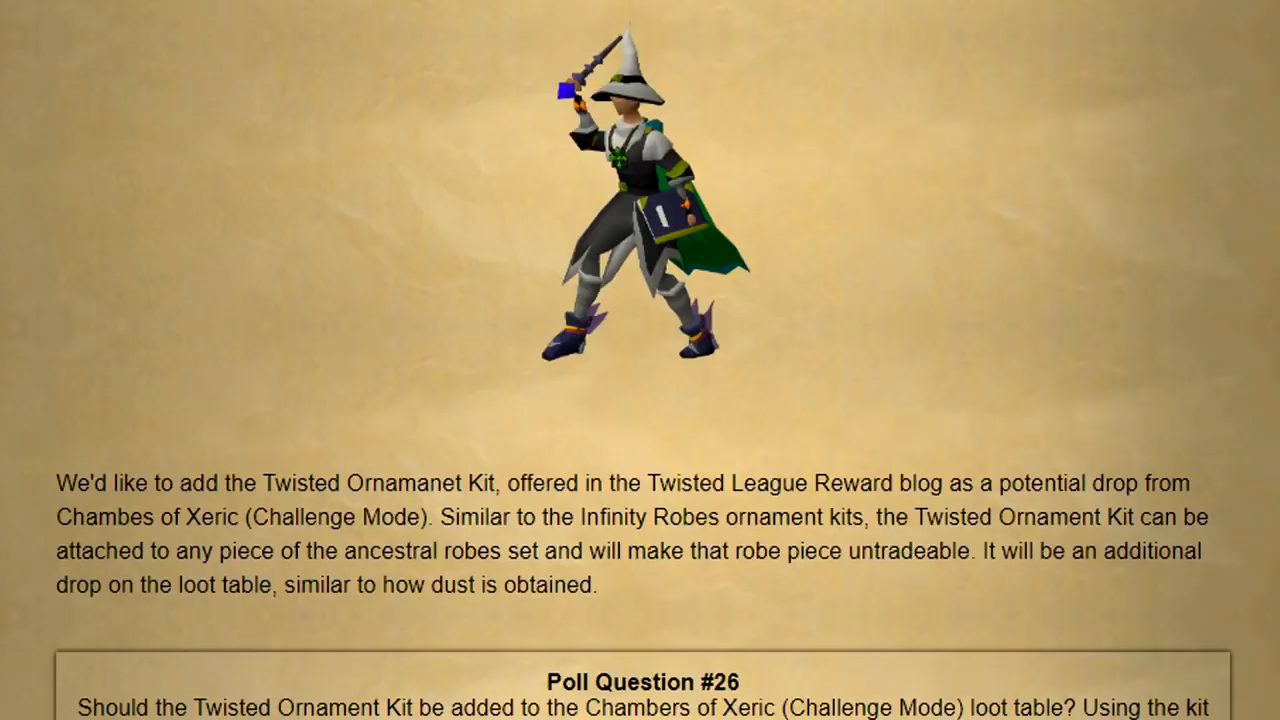 We'd like to add the Twisted Ornamanet Kit, offered in the Twisted League Reward blog as a potential drop from
Chambes of Xeric (Challenge Mode). Similar to the Infinity Robes ornament kits, the Twisted Ornament Kit can be
attached to any piece of the ancestral robes set and will make that robe piece untradeable. It will be an additional
drop on the loot table, similar to how dust is obtained.
Poll Question #26
Should the Twisted Ornament Kit be added to the Chambers of Xeric (Challenge Mode) loot table? Using the kit